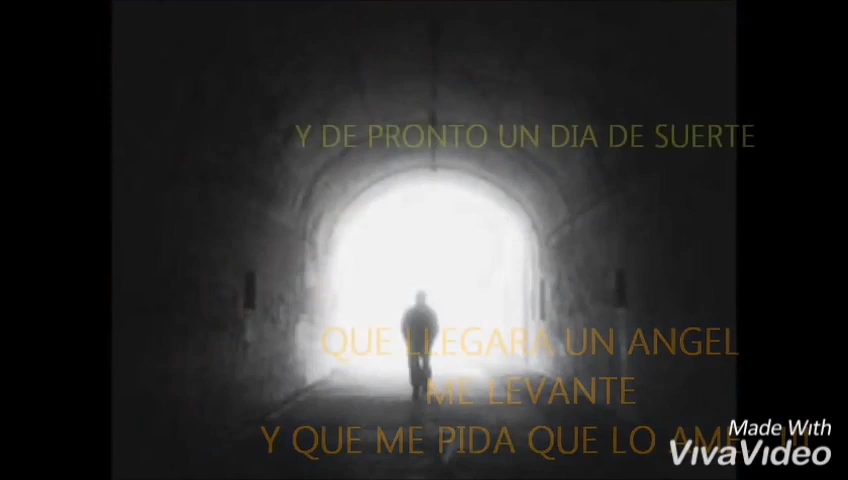 Y DE PRONTO UN DIA DE SUERTE
QUE LLEGARA UN ANGEL
ME LEVANTE
Y QUE ME PIDA QUE LO AME
Made With
VivaVideo